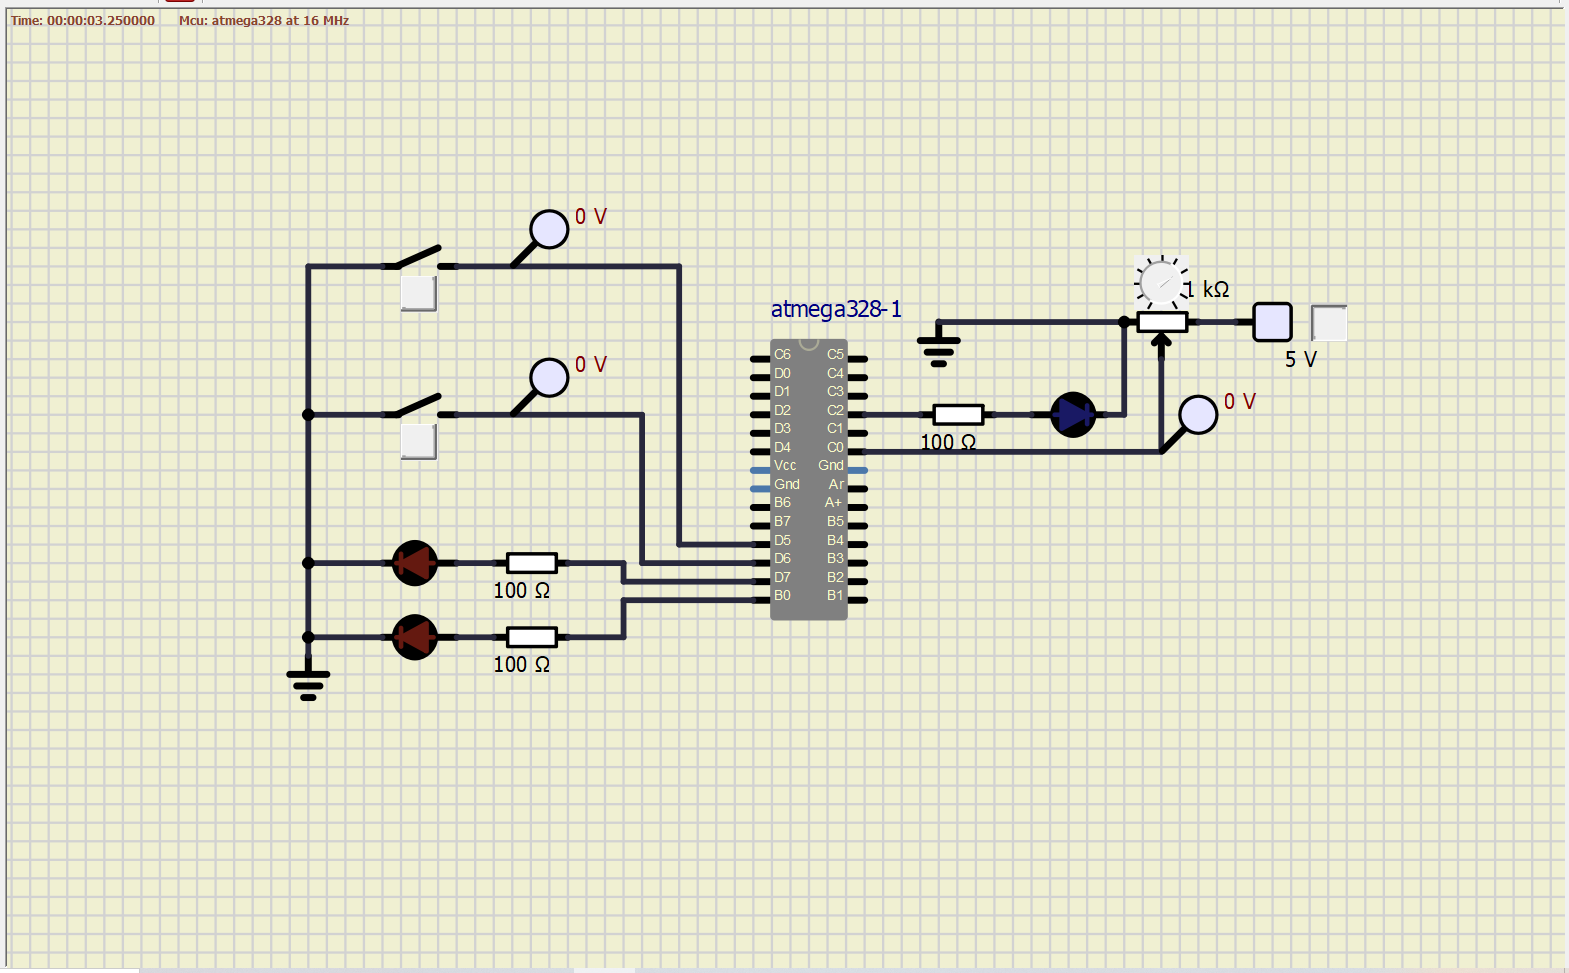 Time: 00:00:03.250000 Mcu: atmega328 at 16 MHz
0 V
0 V
atmega328-1
1 kΩ
5 V
0 V
100 Ω
C6 C5
D0 C4
D1 C3
D2 C2
D3 C1
D4 C0
Vcc Gnd
Gnd Ar
B6 A+
B7 B5
D5 B4
D6 B3
D7 B2
B0 B1
100 Ω
100 Ω